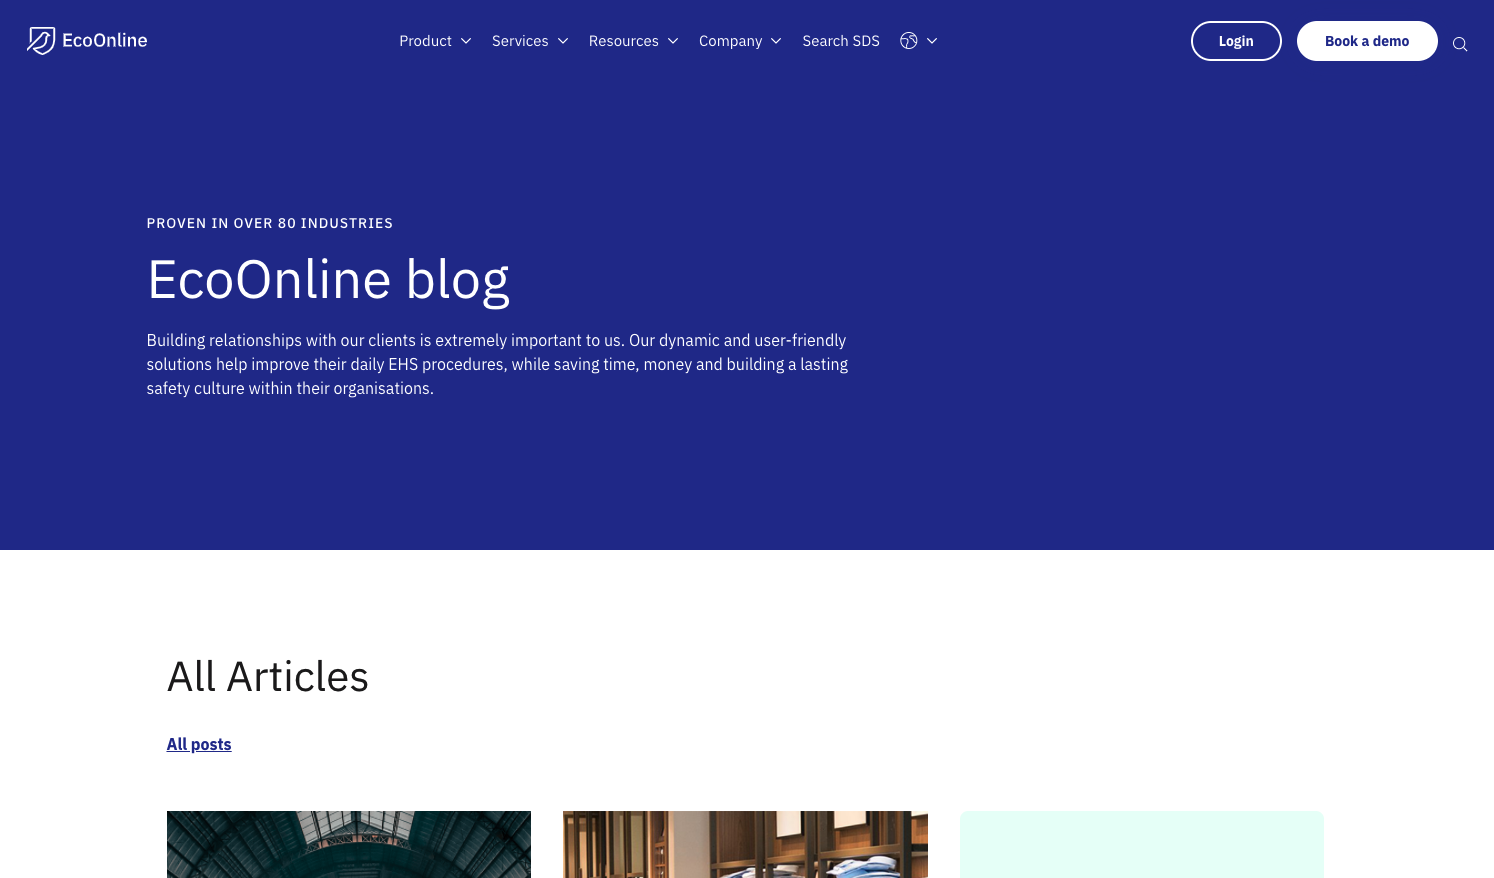 EcoOnline
Product
Services
Resources
Company
Search SDS
Login
Book a demo
PROVEN IN OVER 80 INDUSTRIES
EcoOnline blog
Building relationships with our clients is extremely important to us. Our dynamic and user-friendly
solutions help improve their daily EHS procedures, while saving time, money and building a lasting
safety culture within their organisations.
All Articles
All posts